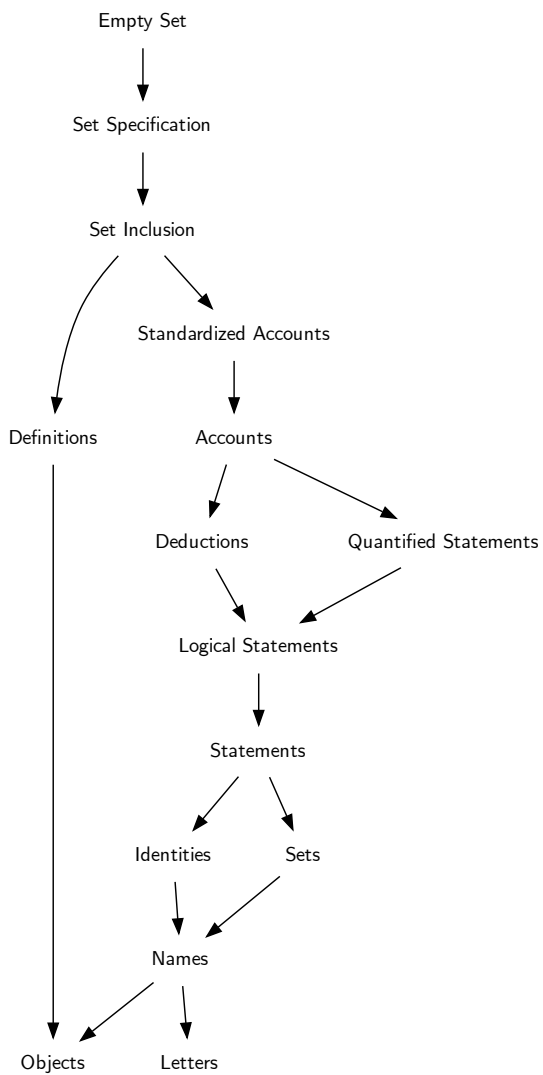 Empty Set
Set Specification
Set Inclusion
Standardized Accounts
Definitions
Accounts
Deductions
Quantified Statements
Logical Statements
Statements
Identities
Sets
Names
Objects
Letters